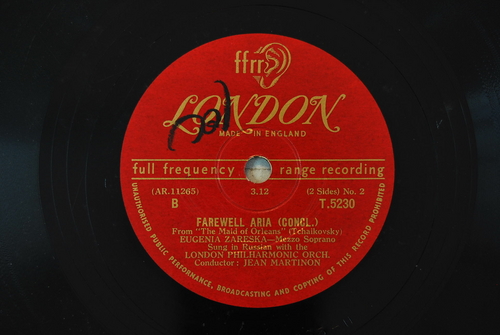 ffrr
LONDON
MADE IN ENGLAND
full frequency range recording
(AR.11265) 3.12 (2 Sides) No. 2
B T.5230
FAREWELL ARIA (CONCL.)
From "The Maid of Orleans" (Tchaikovsky)
EUGENIA ZARESKA—Mezzo Soprano
Sung in Russian with the
LONDON PHILHARMONIC ORCH.
Conductor: JEAN MARTINON
UNAUTHORISED PUBLIC PERFORMANCE, BROADCASTING AND COPYING OF THIS RECORD PROHIBITED